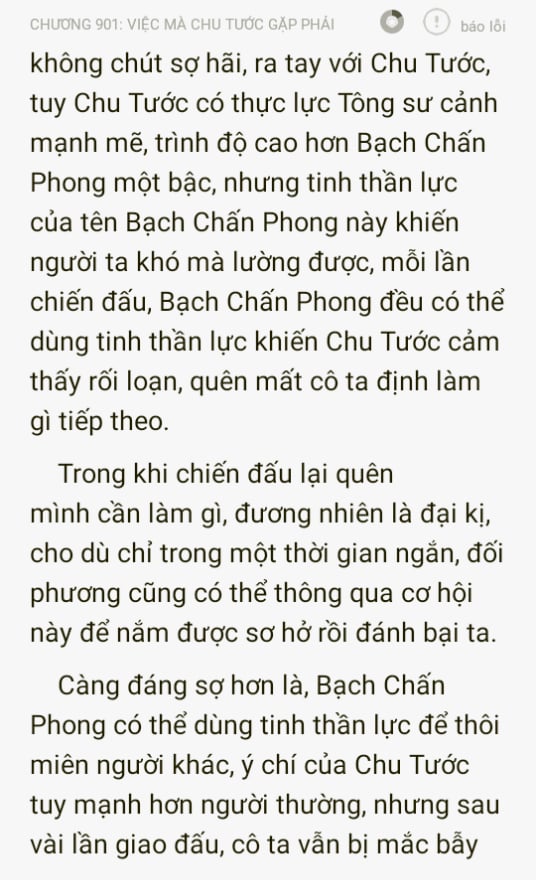 CHƯƠNG 901: VIỆC MÀ CHU TƯỚC GẶP PHẢI
! báo lỗi
không chút sợ hãi, ra tay với Chu Tước,
tuy Chu Tước có thực lực Tông sư cảnh
mạnh mẽ, trình độ cao hơn Bạch Chấn
Phong một bậc, nhưng tinh thần lực
của tên Bạch Chấn Phong này khiến
người ta khó mà lường được, mỗi lần
chiến đấu, Bạch Chấn Phong đều có thể
dùng tinh thần lực khiến Chu Tước cảm
thấy rối loạn, quên mất cô ta định làm
gì tiếp theo.
Trong khi chiến đấu lại quên
mình cần làm gì, đương nhiên là đại kị,
cho dù chỉ trong một thời gian ngắn, đối
phương cũng có thể thông qua cơ hội
này để nắm được sơ hở rồi đánh bại ta.
Càng đáng sợ hơn là, Bạch Chấn
Phong có thể dùng tinh thần lực để thôi
miên người khác, ý chí của Chu Tước
tuy mạnh hơn người thường, nhưng sau
vài lần giao đấu, cô ta vẫn bị mắc bẫy